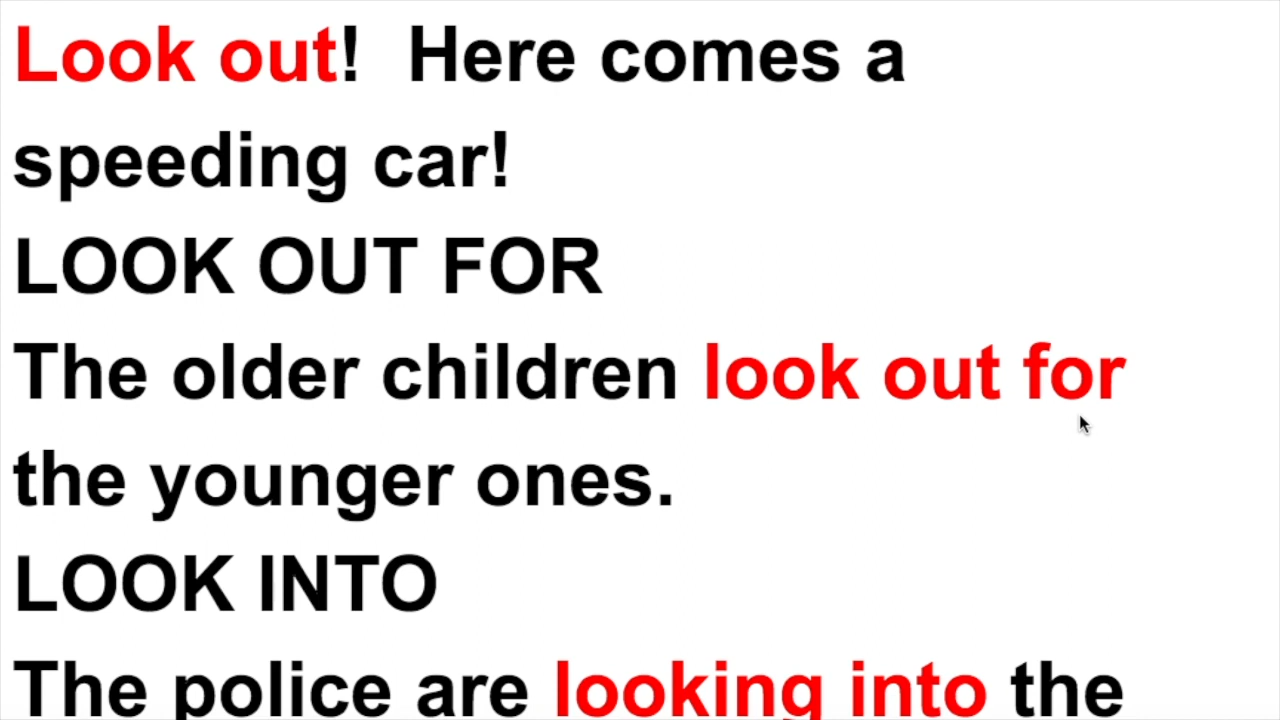 Look out!  Here comes a
speeding car!
LOOK OUT FOR
The older children look out for
the younger ones.
LOOK INTO
The police are looking into the